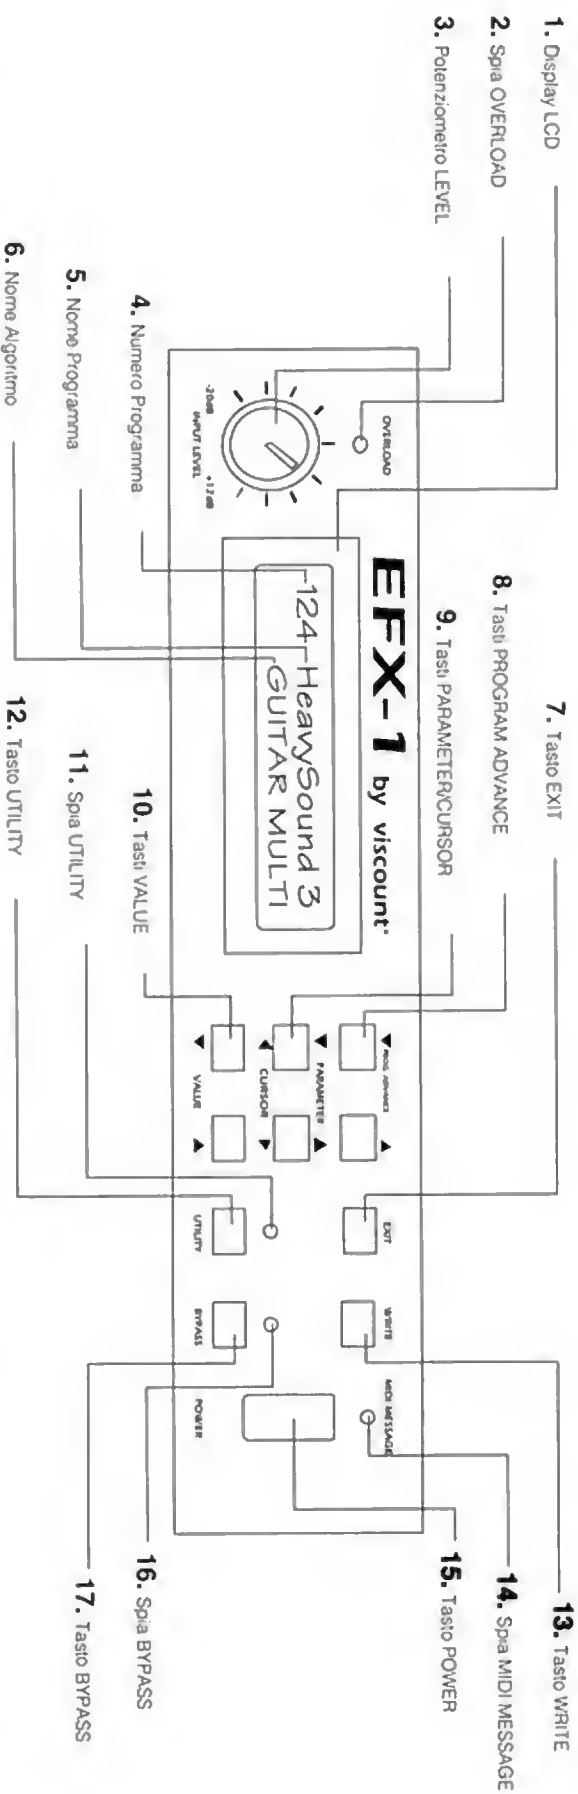 1. Display LCD
2. Spia OVERLOAD
3. Potenziometro LEVEL
4. Numero Programma
5. Nome Programma
6. Nome Algoritmo
7. Tasto EXIT
8. Tasti PROGRAM ADVANCE
9. Tasti PARAMETER/CURSOR
10. Tasti VALUE
11. Spia UTILITY
12. Tasto UTILITY
13. Tasto WRITE
14. Spia MIDI MESSAGE
15. Tasto POWER
16. Spia BYPASS
17. Tasto BYPASS
EFX-1 by viscount
OVERLOAD
-20dB
+12dB
INPUT LEVEL
124 HeavySound 3
GUITAR MULTI
PROG. ADVANCE
PARAMETER
CURSOR
VALUE
EXIT
UTILITY
WRITE
BYPASS
MIDI MESSAGE
POWER